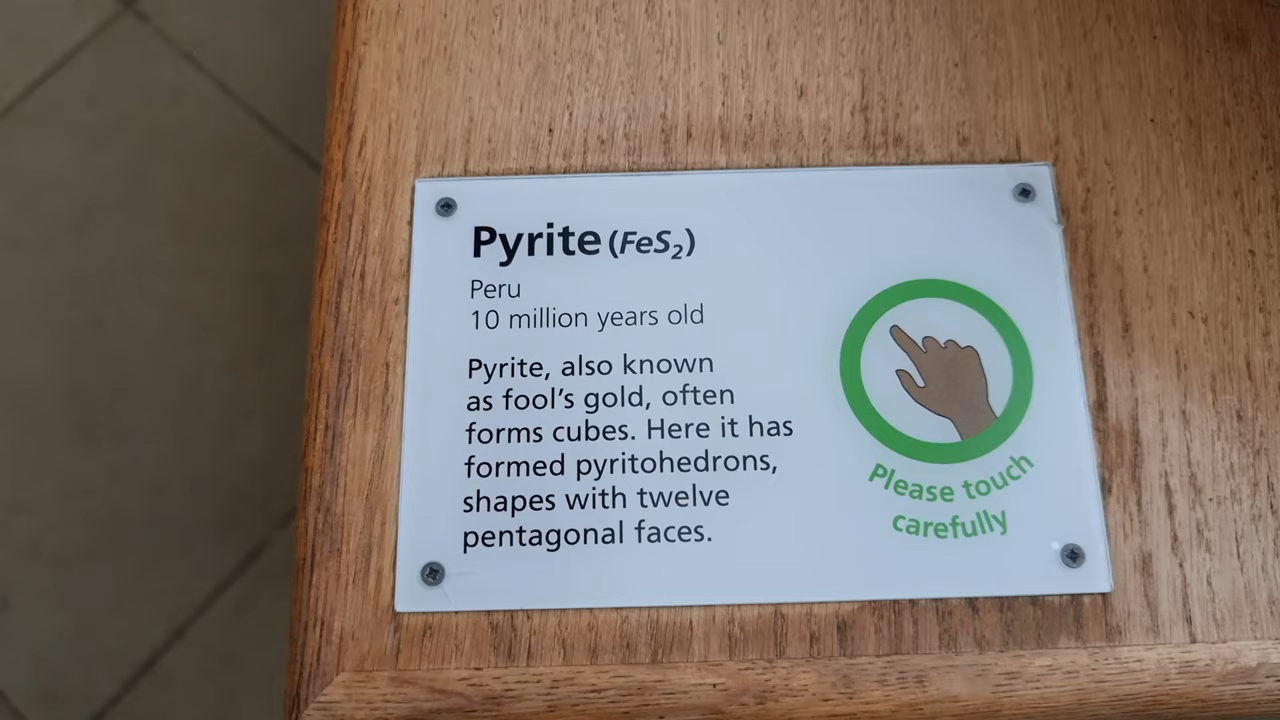 Pyrite (FeS₂)
Peru
10 million years old
Pyrite, also known
as fool's gold, often
forms cubes. Here it has
formed pyritohedrons,
shapes with twelve
pentagonal faces.
Please touch
carefully